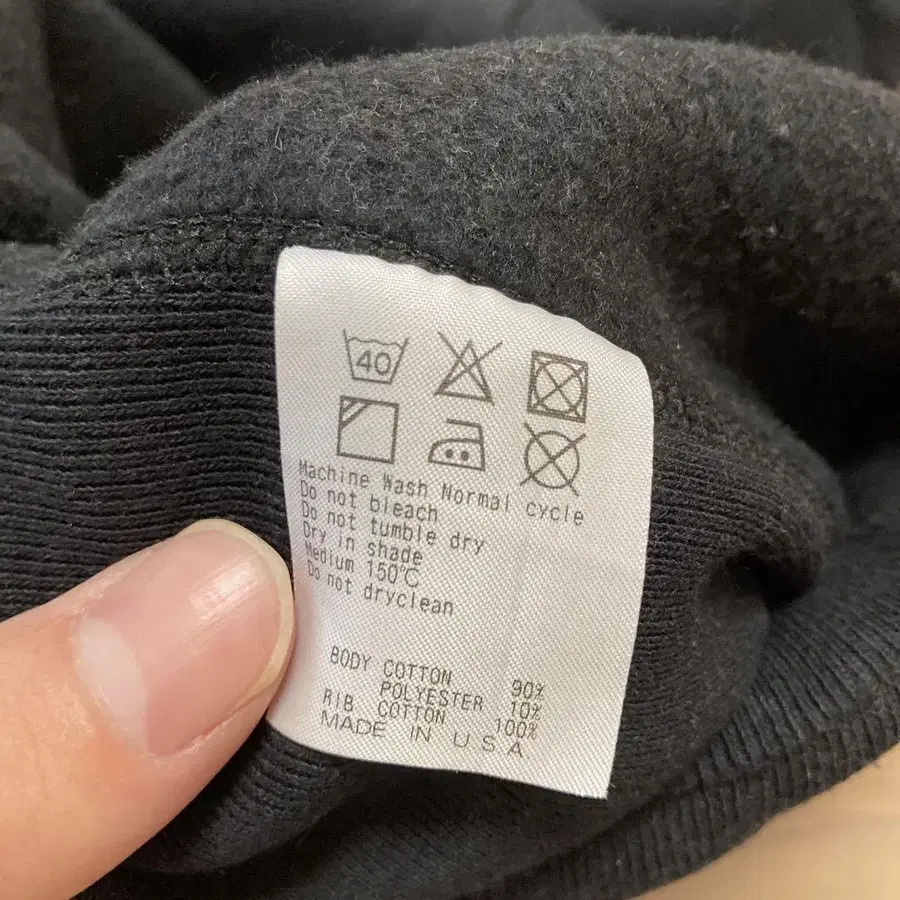 40
Machine Wash Normal cycle
Do not bleach
Do not tumble dry
Dry in shade
Medium 150℃
Do not dryclean
BODY COTTON 90%
POLYESTER 10%
RIB COTTON 100%
MADE IN U S A